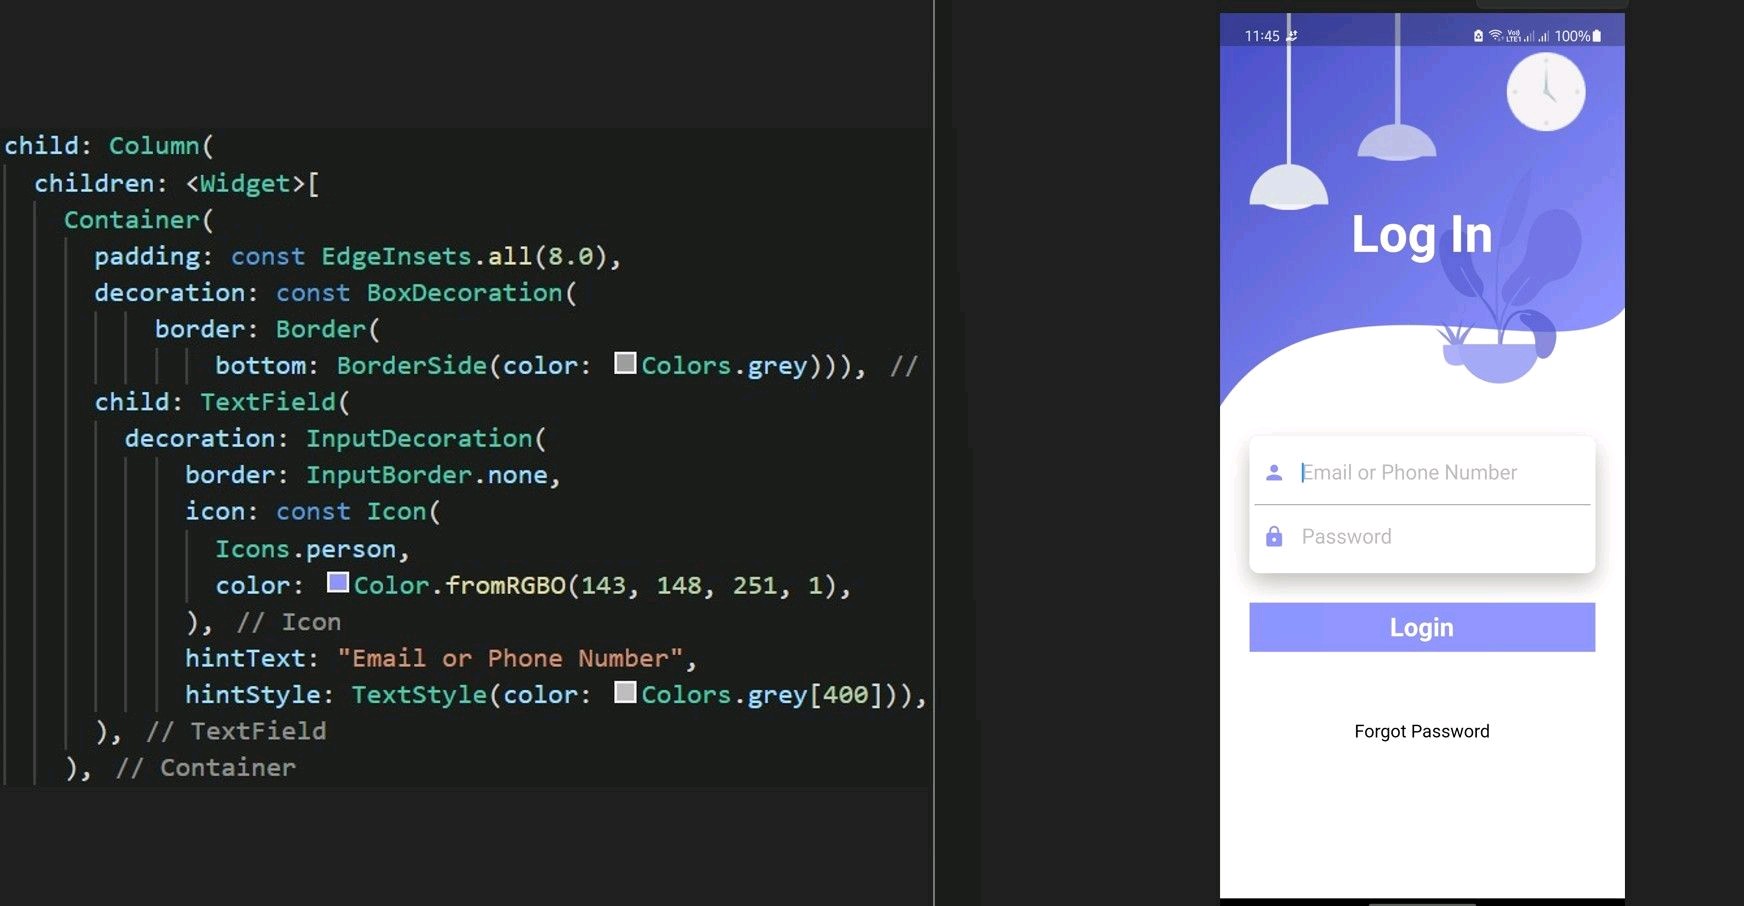 child: Column(
children: <Widget>[
Container(
padding: const EdgeInsets.all(8.0),
decoration: const BoxDecoration(
border: Border(
bottom: BorderSide(color: Colors.grey))), //
child: TextField(
decoration: InputDecoration(
border: InputBorder.none,
icon: const Icon(
Icons.person,
color: Color.fromRGBO(143, 148, 251, 1),
), // Icon
hintText: "Email or Phone Number",
hintStyle: TextStyle(color: Colors.grey[400])),
), // TextField
), // Container
11:45 Vo) LTE1 100%
Log In
Email or Phone Number
Password
Login
Forgot Password